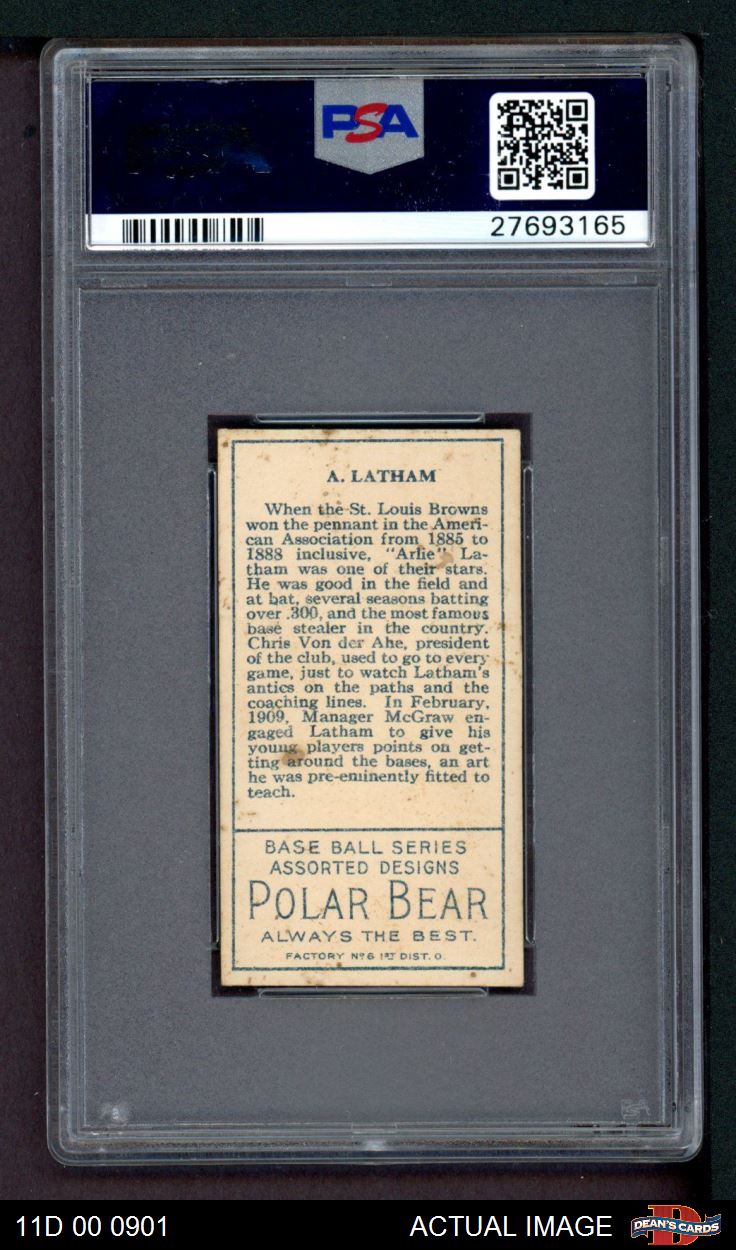 PSA
27693165
A. LATHAM
When the St. Louis Browns
won the pennant in the Ameri-
can Association from 1885 to
1888 inclusive, "Arlie" La-
tham was one of their stars.
He was good in the field and
at bat, several seasons batting
over .300, and the most famous
base stealer in the country.
Chris Von der Ahe, president
of the club, used to go to every
game, just to watch Latham's
antics on the paths and the
coaching lines. In February,
1909, Manager McGraw en-
gaged Latham to give his
young players points on get-
ting around the bases, an art
he was pre-eminently fitted to
teach.
BASE BALL SERIES
ASSORTED DESIGNS
POLAR BEAR
ALWAYS THE BEST.
FACTORY Nº 6 1ST DIST. O.
11D 00 0901
ACTUAL IMAGE
DEAN'S CARDS